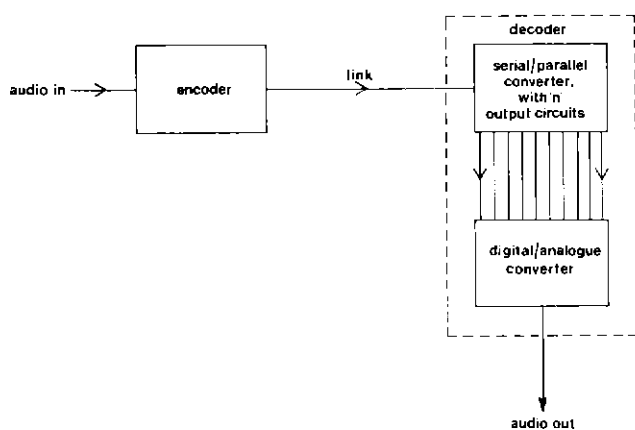 decoder
audio in
encoder
link
serial/parallel
converter,
with 'n'
output circuits
digital/analogue
converter
audio out